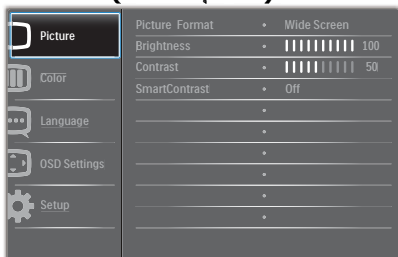 Picture
Color
Language
OSD Settings
Setup
Picture Format • Wide Screen
Brightness • 100
Contrast • 50
SmartContrast • Off
•
•
•
•
•
•